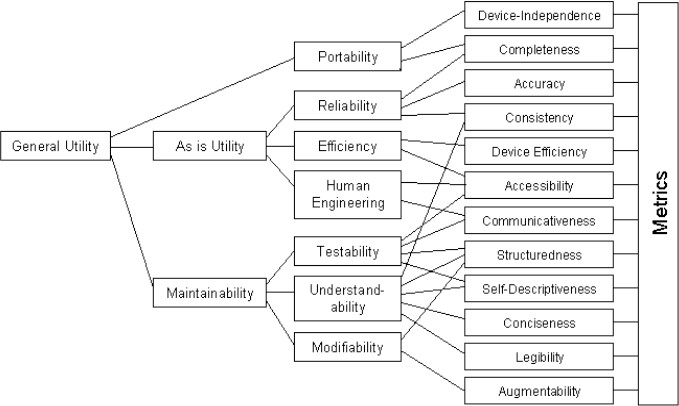 General Utility
As is Utility
Maintainability
Portability
Reliability
Efficiency
Human
Engineering
Testability
Understand-
ability
Modifiability
Device-Independence
Completeness
Accuracy
Consistency
Device Efficiency
Accessibility
Communicativeness
Structuredness
Self-Descriptiveness
Conciseness
Legibility
Augmentability
Metrics